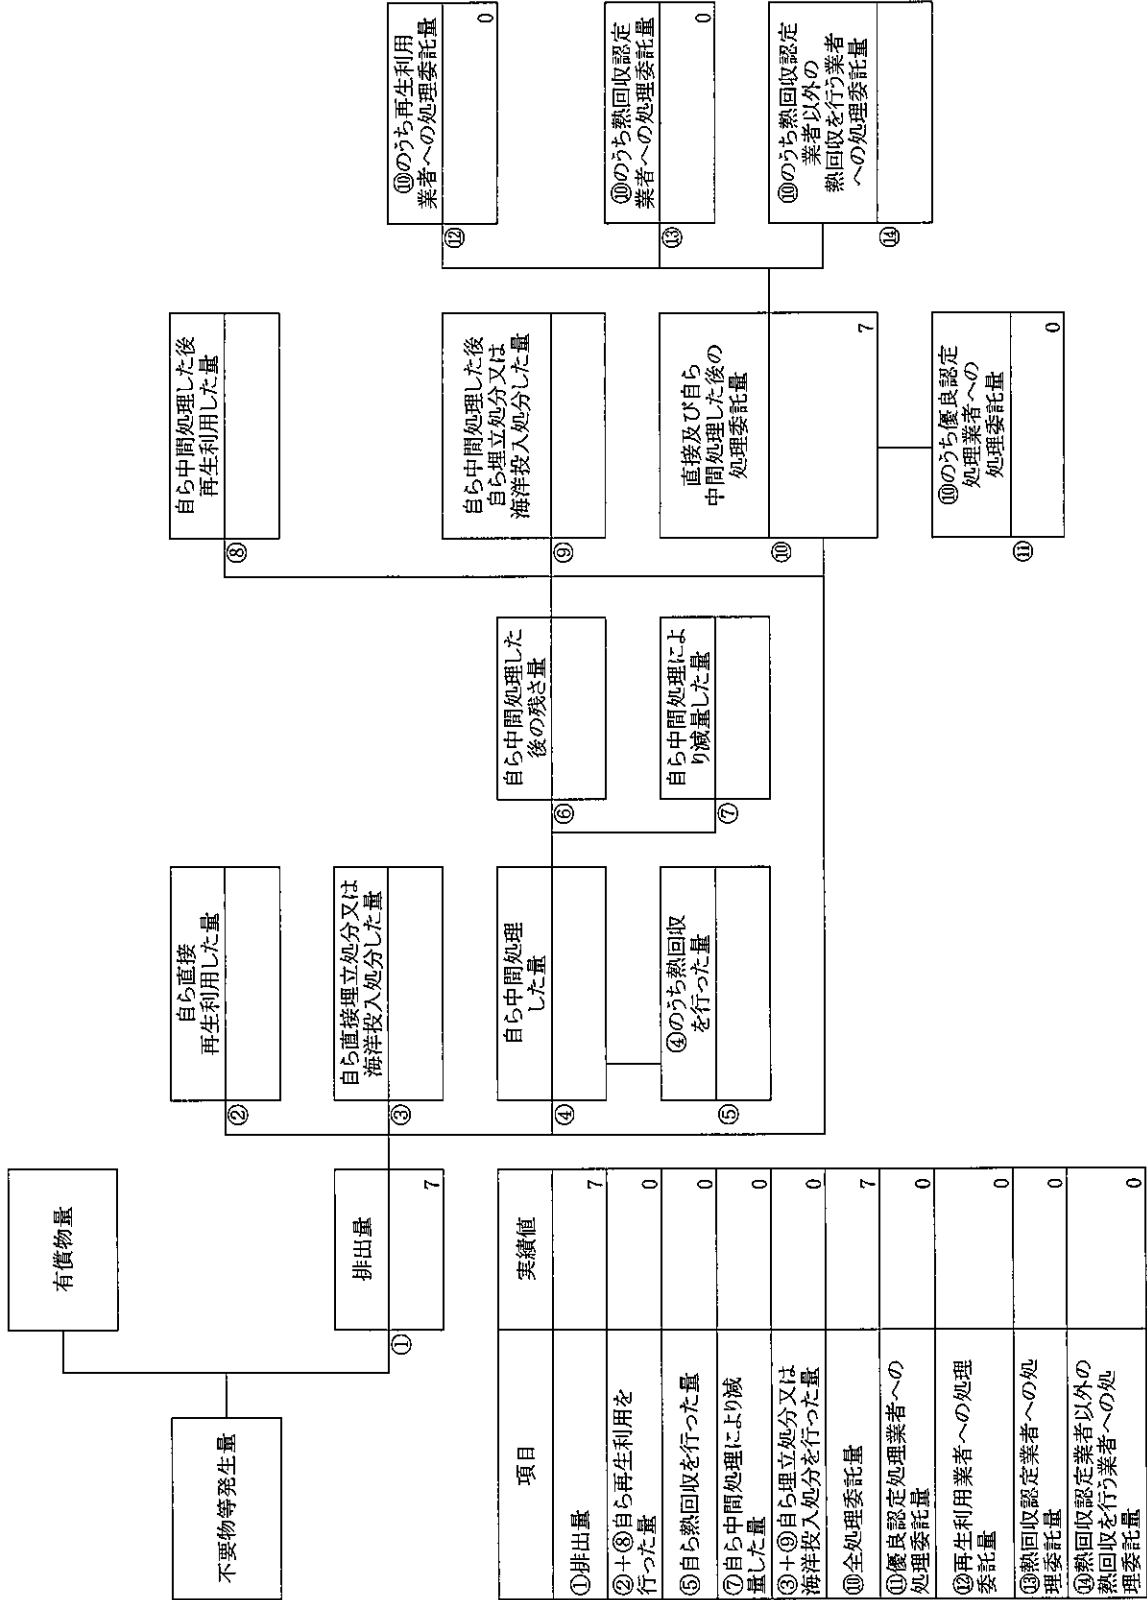 不要物等発生量
有償物量
①
排出量
7
②
自ら直接
再生利用した量
③
自ら直接埋立処分又は
海洋投入処分した量
④
自ら中間処理
した量
⑤
④のうち熱回収
を行った量
⑥
自ら中間処理した
後の残さ量
⑦
自ら中間処理によ
り減量した量
⑧
自ら中間処理した後
再生利用した量
⑨
自ら中間処理した後
自ら埋立処分又は
海洋投入処分した量
⑩
直接及び自ら
中間処理した後の
処理委託量
7
⑪
⑩のうち優良認定
処理業者への
処理委託量
0
⑫
⑩のうち再生利用
業者への処理委託量
0
⑬
⑩のうち熱回収認定
業者への処理委託量
0
⑭
⑩のうち熱回収認定
業者以外の
熱回収を行う業者
への処理委託量
項目
実績値
①排出量
7
②+⑧自ら再生利用を
行った量
0
⑤自ら熱回収を行った量
0
⑦自ら中間処理により減
量した量
0
③+⑨自ら埋立処分又は
海洋投入処分を行った量
0
⑩全処理委託量
7
⑪優良認定処理業者への
処理委託量
0
⑫再生利用業者への処理
委託量
0
⑬熱回収認定業者への処
理委託量
0
⑭熱回収認定業者以外の
熱回収を行う業者への処
理委託量
0